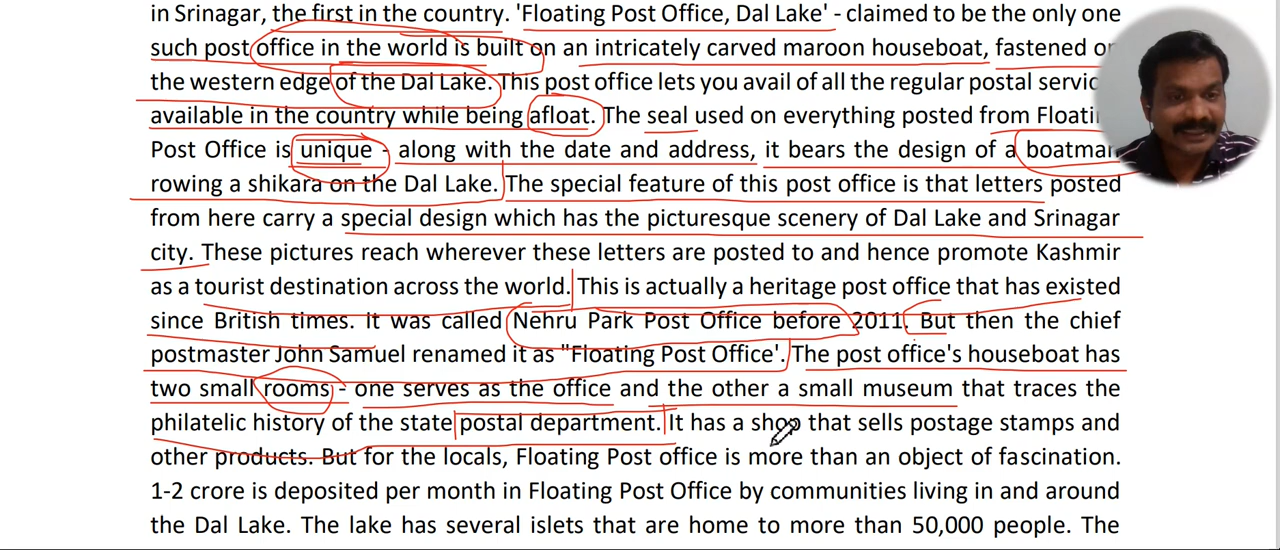 in Srinagar, the first in the country. 'Floating Post Office, Dal Lake' - claimed to be the only one
such post office in the world is built on an intricately carved maroon houseboat, fastened
the western edge of the Dal Lake. This post office lets you avail of all the regular postal
available in the country while being afloat. The seal used on everything posted from
Post Office is unique - along with the date and address, it bears the design of a
rowing a shikara on the Dal Lake. The special feature of this post office is that letters posted
from here carry a special design which has the picturesque scenery of Dal Lake and Srinagar
city. These pictures reach wherever these letters are posted to and hence promote Kashmir
as a tourist destination across the world. This is actually a heritage post office that has existed
since British times. It was called Nehru Park Post Office before 2011. But then the chief
postmaster John Samuel renamed it as "Floating Post Office'. The post office's houseboat has
two small rooms - one serves as the office and the other a small museum that traces the
philatelic history of the state postal department. It has a shop that sells postage stamps and
other products. But for the locals, Floating Post office is more than an object of fascination.
1-2 crore is deposited per month in Floating Post Office by communities living in and around
the Dal Lake. The lake has several islets that are home to more than 50,000 people. The